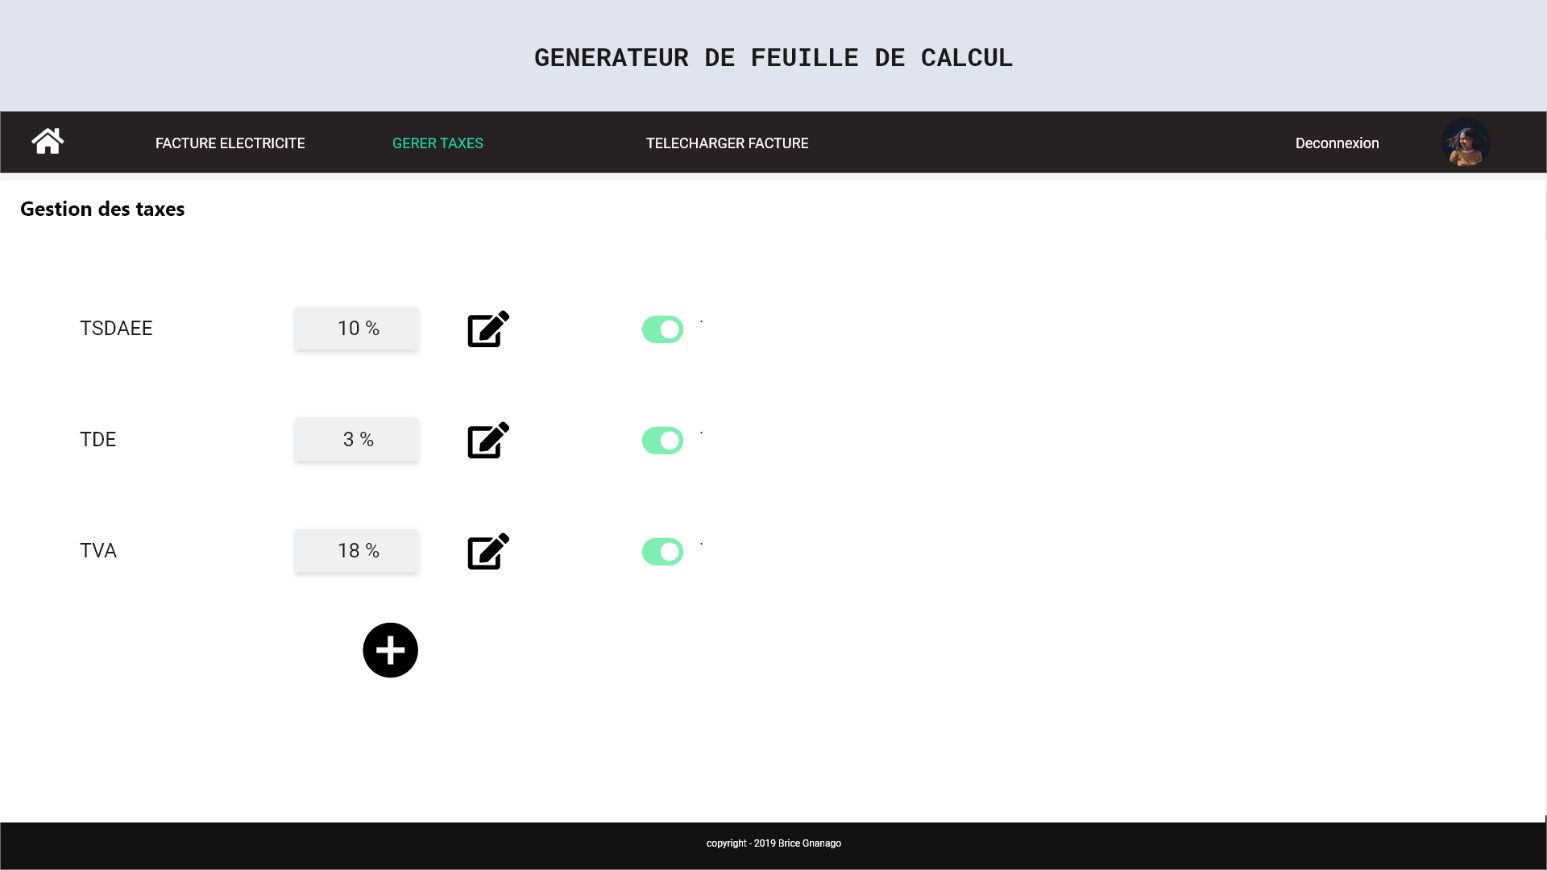 GENERATEUR DE FEUILLE DE CALCUL
FACTURE ELECTRICITE GERER TAXES TELECHARGER FACTURE Deconnexion
Gestion des taxes
TSDAEE 10 %
TDE 3 %
TVA 18 %
copyright - 2019 Brice Gnanago